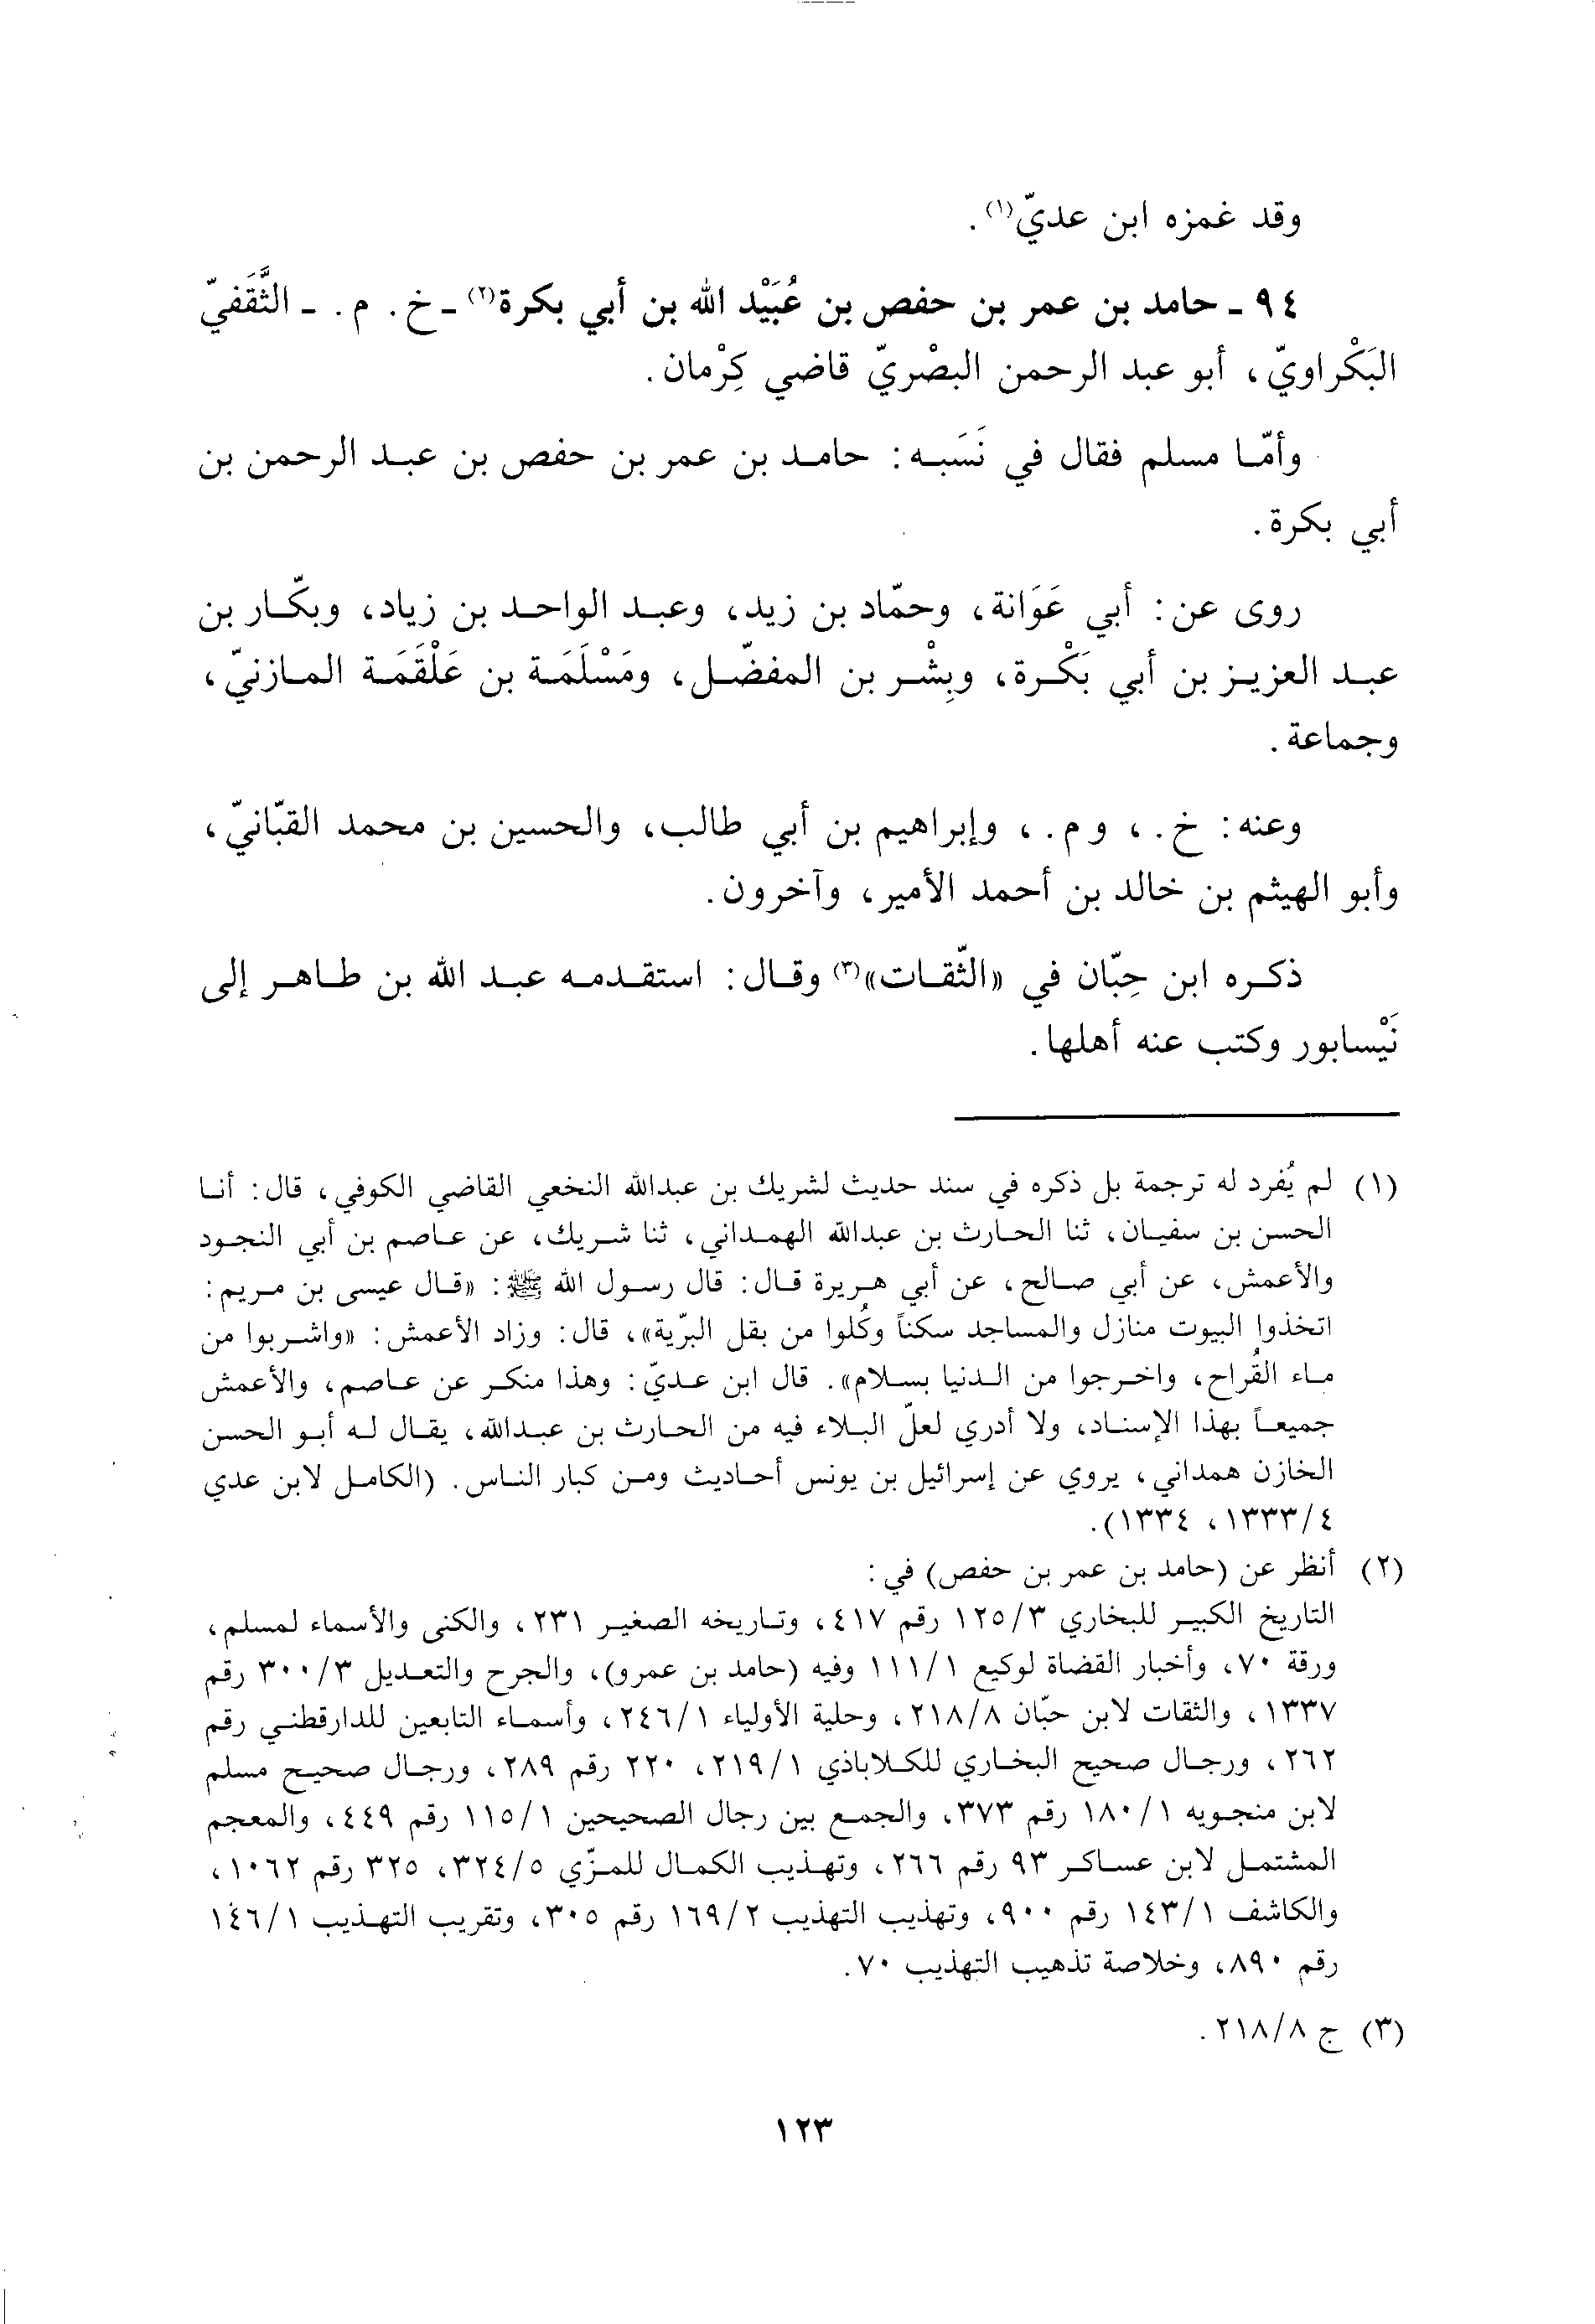 وقد غمزه ابن عديّ(١).
٩٤ ـ حامد بن عمر بن حفص بن عُبَيْد الله بن أبي بكرة(٢) ـ خ. م. ـ الثَّقَفيّ
البَكْراويّ، أبو عبد الرحمن البصْريّ قاضي كِرْمان.
وأمّا مسلم فقال في نَسَبه: حامد بن عمر بن حفص بن عبد الرحمن بن
أبي بكرة.
روى عن: أبي عَوَانة، وحمّاد بن زيد، وعبد الواحد بن زياد، وبكّار بن
عبد العزيز بن أبي بَكْرة، وبِشْر بن المفضّل، ومَسْلَمَة بن عَلْقَمَة المازنيّ،
وجماعة.
وعنه: خ.، وم.، وإبراهيم بن أبي طالب، والحسين بن محمد القبّانيّ،
وأبو الهيثم بن خالد بن أحمد الأمير، وآخرون.
ذكره ابن حِبّان في «الثّقات»(٣) وقال: استقدمه عبد الله بن طاهر إلى
نَيْسابور وكتب عنه أهلها.
(١) لم يُفرد له ترجمة بل ذكره في سند حديث لشريك بن عبدالله النخعي القاضي الكوفي، قال: أنا
الحسن بن سفيان، ثنا الحارث بن عبدالله الهمداني، ثنا شريك، عن عاصم بن أبي النجود
والأعمش، عن أبي صالح، عن أبي هريرة قال: قال رسول الله ﷺ: «قال عيسى بن مريم:
اتخذوا البيوت منازل والمساجد سكناً وكُلوا من بقل البرّية»، قال: وزاد الأعمش: «واشربوا من
ماء القُراح، واخرجوا من الدنيا بسلام». قال ابن عديّ: وهذا منكر عن عاصم، والأعمش
جميعاً بهذا الإسناد، ولا أدري لعلّ البلاء فيه من الحارث بن عبدالله، يقال له أبو الحسن
الخازن همداني، يروي عن إسرائيل بن يونس أحاديث ومن كبار الناس. (الكامل لابن عدي
٤/١٣٣٣، ١٣٣٤).
(٢) أنظر عن (حامد بن عمر بن حفص) في:
التاريخ الكبير للبخاري ٣/١٢٥ رقم ٤١٧، وتاريخه الصغير ٢٣١، والكنى والأسماء لمسلم،
ورقة ٧٠، وأخبار القضاة لوكيع ١/١١١ وفيه (حامد بن عمرو)، والجرح والتعديل ٣/٣٠٠ رقم
١٣٣٧، والثقات لابن حبّان ٨/٢١٨، وحلية الأولياء ١/٢٤٦، وأسماء التابعين للدارقطني رقم
٢٦٢، ورجال صحيح البخاري للكلاباذي ١/٢١٩، ٢٢٠ رقم ٢٨٩، ورجال صحيح مسلم
لابن منجويه ١/١٨٠ رقم ٣٧٣، والجمع بين رجال الصحيحين ١/١١٥ رقم ٤٤٩، والمعجم
المشتمل لابن عساكر ٩٣ رقم ٢٦٦، وتهذيب الكمال للمزّي ٥/٣٢٤، ٣٢٥ رقم ١٠٦٢،
والكاشف ١/١٤٣ رقم ٩٠٠، وتهذيب التهذيب ٢/١٦٩ رقم ٣٠٥، وتقريب التهذيب ١/١٤٦
رقم ٨٩٠، وخلاصة تذهيب التهذيب ٧٠.
(٣) ج ٨/٢١٨.
١٢٣